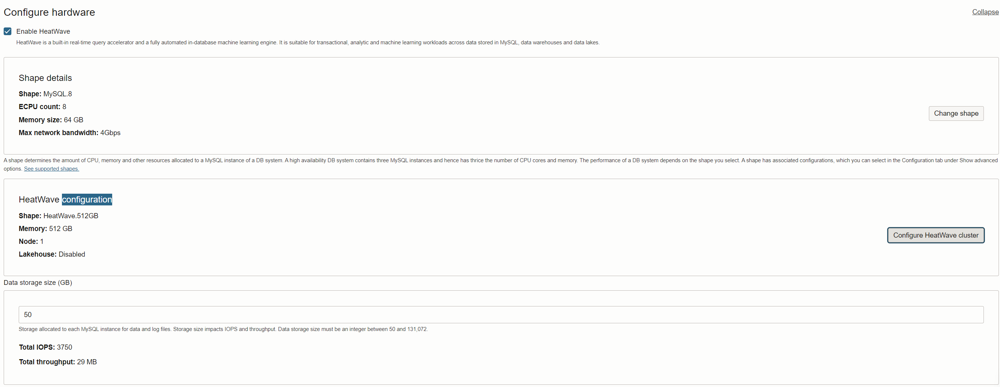 Configure hardware
Collapse
Enable HeatWave
HeatWave is a built-in real-time query accelerator and a fully automated in-database machine learning engine. It is suitable for transactional, analytic and machine learning workloads across data stored in MySQL, data warehouses and data lakes.
Shape details
Shape: MySQL.8
ECPU count: 8
Memory size: 64 GB
Max network bandwidth: 4Gbps
Change shape
A shape determines the amount of CPU, memory and other resources allocated to a MySQL instance of a DB system. A high availability DB system contains three MySQL instances and hence has thrice the number of CPU cores and memory. The performance of a DB system depends on the shape you select. A shape has associated configurations, which you can select in the Configuration tab under Show advanced
options. See supported shapes.
HeatWave configuration
Shape: HeatWave.512GB
Memory: 512 GB
Node: 1
Lakehouse: Disabled
Configure HeatWave cluster
Data storage size (GB)
50
Storage allocated to each MySQL instance for data and log files. Storage size impacts IOPS and throughput. Data storage size must be an integer between 50 and 131,072.
Total IOPS: 3750
Total throughput: 29 MB